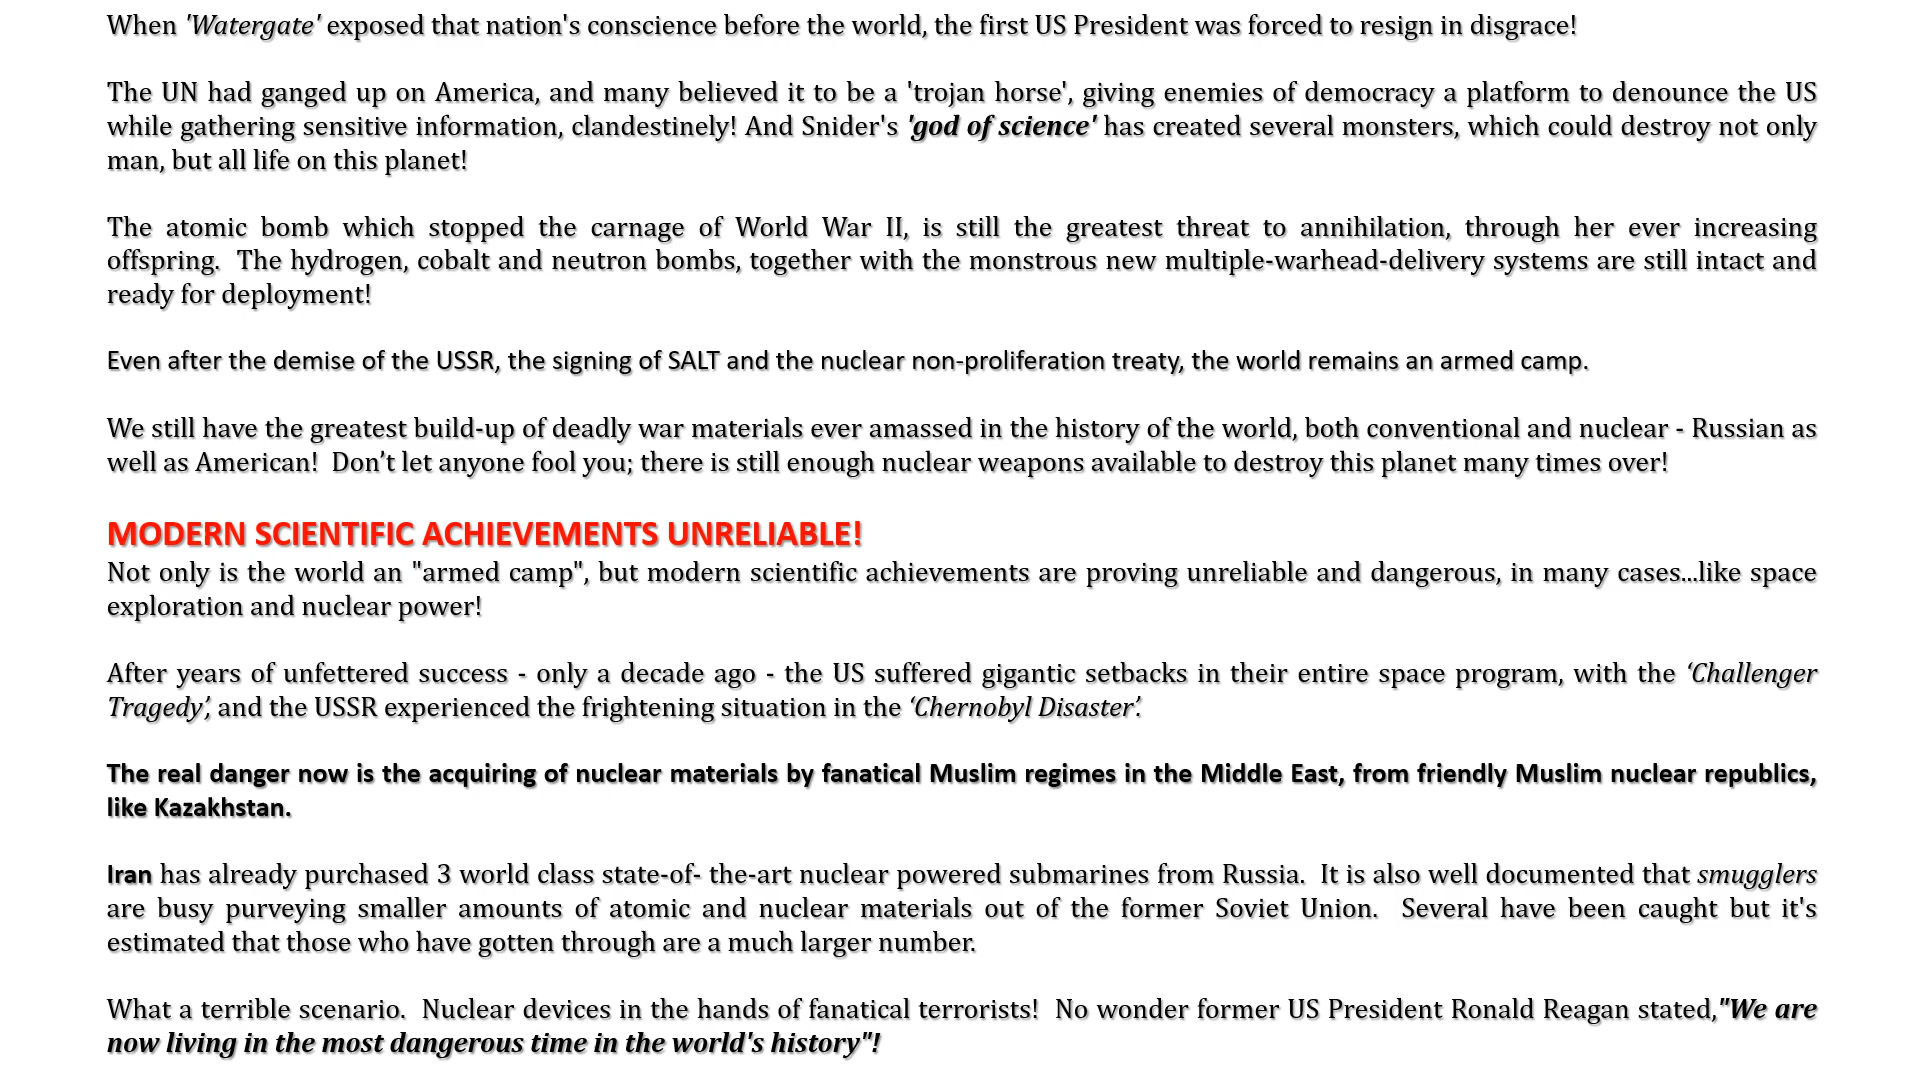 When 'Watergate' exposed that nation's conscience before the world, the first US President was forced to resign in disgrace!
The UN had ganged up on America, and many believed it to be a 'trojan horse', giving enemies of democracy a platform to denounce the US
while gathering sensitive information, clandestinely! And Snider's 'god of science' has created several monsters, which could destroy not only
man, but all life on this planet!
The atomic bomb which stopped the carnage of World War II, is still the greatest threat to annihilation, through her ever increasing
offspring.  The hydrogen, cobalt and neutron bombs, together with the monstrous new multiple-warhead-delivery systems are still intact and
ready for deployment!
Even after the demise of the USSR, the signing of SALT and the nuclear non-proliferation treaty, the world remains an armed camp.
We still have the greatest build-up of deadly war materials ever amassed in the history of the world, both conventional and nuclear - Russian as
well as American!  Don’t let anyone fool you; there is still enough nuclear weapons available to destroy this planet many times over!
MODERN SCIENTIFIC ACHIEVEMENTS UNRELIABLE!
Not only is the world an "armed camp", but modern scientific achievements are proving unreliable and dangerous, in many cases...like space
exploration and nuclear power!
After years of unfettered success - only a decade ago - the US suffered gigantic setbacks in their entire space program, with the ‘Challenger
Tragedy’, and the USSR experienced the frightening situation in the ‘Chernobyl Disaster’.
The real danger now is the acquiring of nuclear materials by fanatical Muslim regimes in the Middle East, from friendly Muslim nuclear republics,
like Kazakhstan.
Iran has already purchased 3 world class state-of- the-art nuclear powered submarines from Russia.  It is also well documented that smugglers
are busy purveying smaller amounts of atomic and nuclear materials out of the former Soviet Union.  Several have been caught but it's
estimated that those who have gotten through are a much larger number.
What a terrible scenario.  Nuclear devices in the hands of fanatical terrorists!  No wonder former US President Ronald Reagan stated,"We are
now living in the most dangerous time in the world's history"!